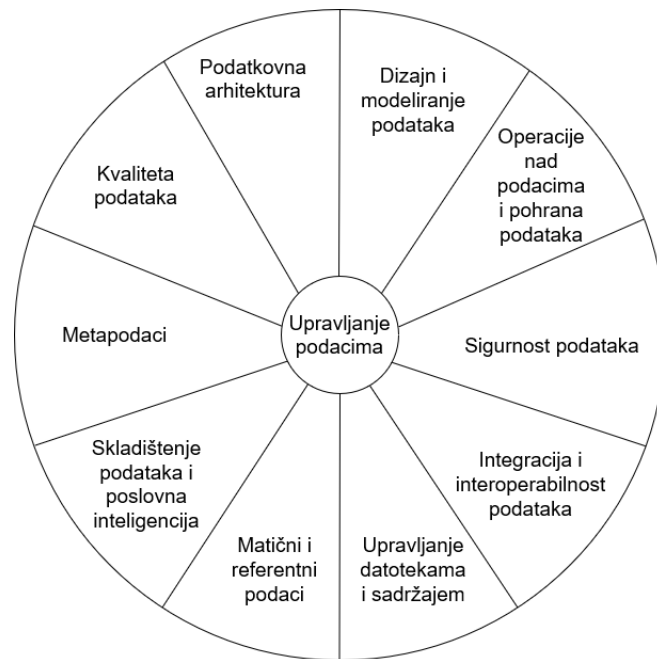 Podatkovna
arhitektura
Dizajn i
modeliranje
podataka
Operacije
nad
podacima
i pohrana
podataka
Sigurnost podataka
Integracija i
interoperabilnost
podataka
Upravljanje
datotekama
i sadržajem
Matični i
referentni
podaci
Skladištenje
podataka i
poslovna
inteligencija
Metapodaci
Kvaliteta
podataka
Upravljanje
podacima